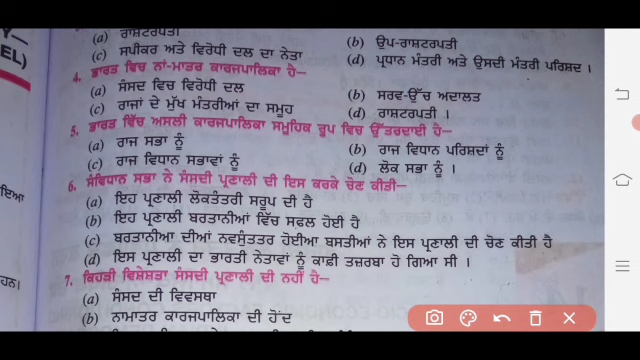 (a) ਰਾਸ਼ਟਰਪਤੀ
(b) ਉਪ-ਰਾਸ਼ਟਰਪਤੀ
(c) ਸਪੀਕਰ ਅਤੇ ਵਿਰੋਧੀ ਦਲ ਦਾ ਨੇਤਾ
(d) ਪ੍ਰਧਾਨ ਮੰਤਰੀ ਅਤੇ ਉਸਦੀ ਮੰਤਰੀ ਪਰਿਸ਼ਦ ।
4. ਭਾਰਤ ਵਿਚ ਨਾਂ-ਮਾਤਰ ਕਾਰਜਪਾਲਿਕਾ ਹੈ—
(a) ਸੰਸਦ ਵਿਚ ਵਿਰੋਧੀ ਦਲ
(b) ਸਰਵ-ਉੱਚ ਅਦਾਲਤ
(c) ਰਾਜਾਂ ਦੇ ਮੁੱਖ ਮੰਤਰੀਆਂ ਦਾ ਸਮੂਹ
(d) ਰਾਸ਼ਟਰਪਤੀ ।
5. ਭਾਰਤ ਵਿੱਚ ਅਸਲੀ ਕਾਰਜਪਾਲਿਕਾ ਸਮੂਹਿਕ ਰੂਪ ਵਿਚ ਉੱਤਰਦਾਈ ਹੈ—
(a) ਰਾਜ ਸਭਾ ਨੂੰ
(b) ਰਾਜ ਵਿਧਾਨ ਪਰਿਸ਼ਦਾਂ ਨੂੰ
(c) ਰਾਜ ਵਿਧਾਨ ਸਭਾਵਾਂ ਨੂੰ
(d) ਲੋਕ ਸਭਾ ਨੂੰ ।
6. ਸੰਵਿਧਾਨ ਸਭਾ ਨੇ ਸੰਸਦੀ ਪ੍ਰਣਾਲੀ ਦੀ ਇਸ ਕਰਕੇ ਚੋਣ ਕੀਤੀ—
(a) ਇਹ ਪ੍ਰਣਾਲੀ ਲੋਕਤੰਤਰੀ ਸਰੂਪ ਦੀ ਹੈ
(b) ਇਹ ਪ੍ਰਣਾਲੀ ਬਰਤਾਨੀਆਂ ਵਿੱਚ ਸਫਲ ਹੋਈ ਹੈ
(c) ਬਰਤਾਨੀਆ ਦੀਆਂ ਨਵਸੁੰਤਤਰ ਹੋਈਆ ਬਸਤੀਆਂ ਨੇ ਇਸ ਪ੍ਰਣਾਲੀ ਦੀ ਚੋਣ ਕੀਤੀ ਹੈ
(d) ਇਸ ਪ੍ਰਣਾਲੀ ਦਾ ਭਾਰਤੀ ਨੇਤਾਵਾਂ ਨੂੰ ਕਾਫ਼ੀ ਤਜ਼ਰਬਾ ਹੋ ਗਿਆ ਸੀ ।
7. ਕਿਹੜੀ ਵਿਸ਼ੇਸ਼ਤਾ ਸੰਸਦੀ ਪ੍ਰਣਾਲੀ ਦੀ ਨਹੀਂ ਹੈ—
(a) ਸੰਸਦ ਦੀ ਵਿਵਸਥਾ
(b) ਨਾਮਾਤਰ ਕਾਰਜਪਾਲਿਕਾ ਦੀ ਹੋਂਦ